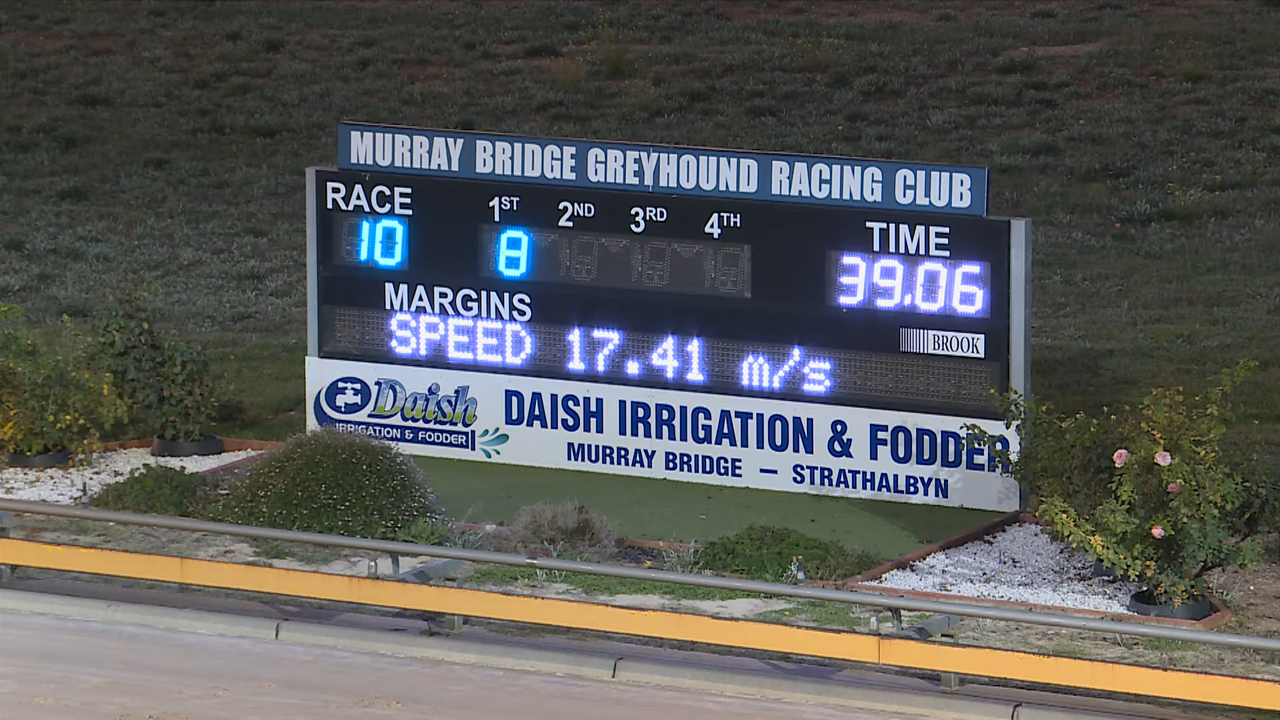 MURRAY BRIDGE GREYHOUND RACING CLUB
RACE 1ST 2ND 3RD 4TH TIME
10 8 39.06
MARGINS
SPEED 17.41 m/s
BROOK
Daish
IRRIGATION & FODDER
DAISH IRRIGATION & FODDER
MURRAY BRIDGE – STRATHALBYN